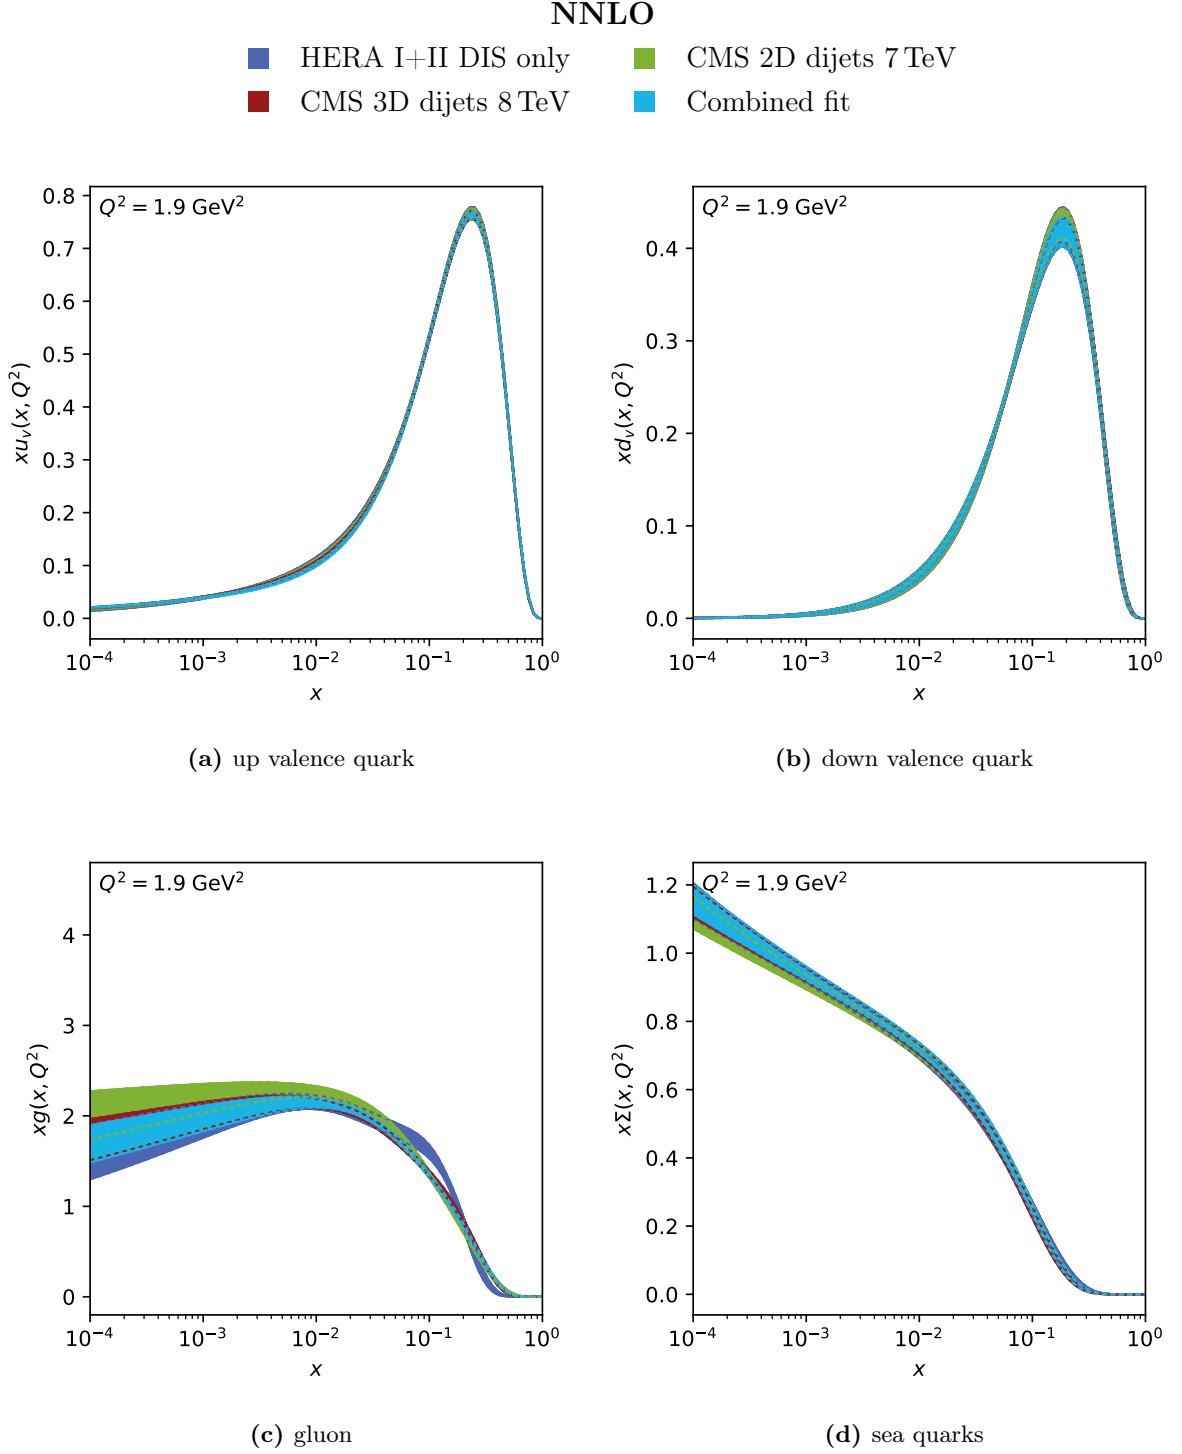 NNLO
HERA I+II DIS only
CMS 2D dijets 7 TeV
CMS 3D dijets 8 TeV
Combined fit
Q² = 1.9 GeV²
xu_v(x, Q²)
0.8
0.7
0.6
0.5
0.4
0.3
0.2
0.1
0.0
10⁻⁴ 10⁻³ 10⁻² 10⁻¹ 10⁰
x
(a) up valence quark
Q² = 1.9 GeV²
xd_v(x, Q²)
0.4
0.3
0.2
0.1
0.0
10⁻⁴ 10⁻³ 10⁻² 10⁻¹ 10⁰
x
(b) down valence quark
Q² = 1.9 GeV²
xg(x, Q²)
4
3
2
1
0
10⁻⁴ 10⁻³ 10⁻² 10⁻¹ 10⁰
x
(c) gluon
Q² = 1.9 GeV²
xΣ(x, Q²)
1.2
1.0
0.8
0.6
0.4
0.2
0.0
10⁻⁴ 10⁻³ 10⁻² 10⁻¹ 10⁰
x
(d) sea quarks